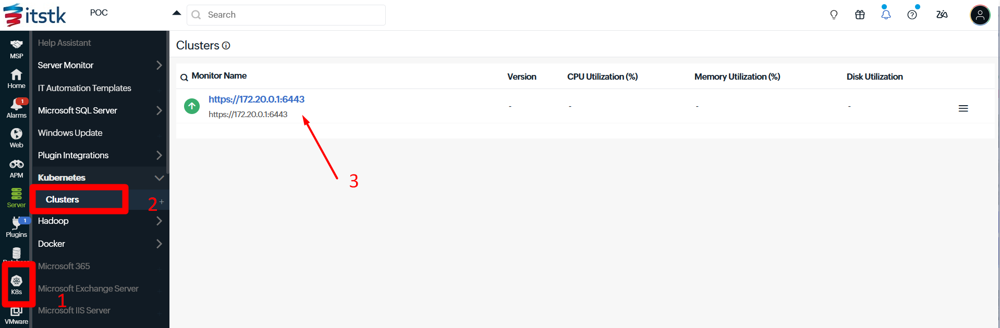 itstk
POC
Search
Zia
MSP
Home
1
Alarms
Web
APM
Server
1
Plugins
K8s
VMware
Help Assistant
Server Monitor
IT Automation Templates
Microsoft SQL Server
Windows Update
Plugin Integrations
Kubernetes
Clusters
2 +
Hadoop
Docker
Microsoft 365
Microsoft Exchange Server
1
Microsoft IIS Server
Clusters
Monitor Name Version CPU Utilization (%) Memory Utilization (%) Disk Utilization
https://172.20.0.1:6443 - - - -
https://172.20.0.1:6443
3